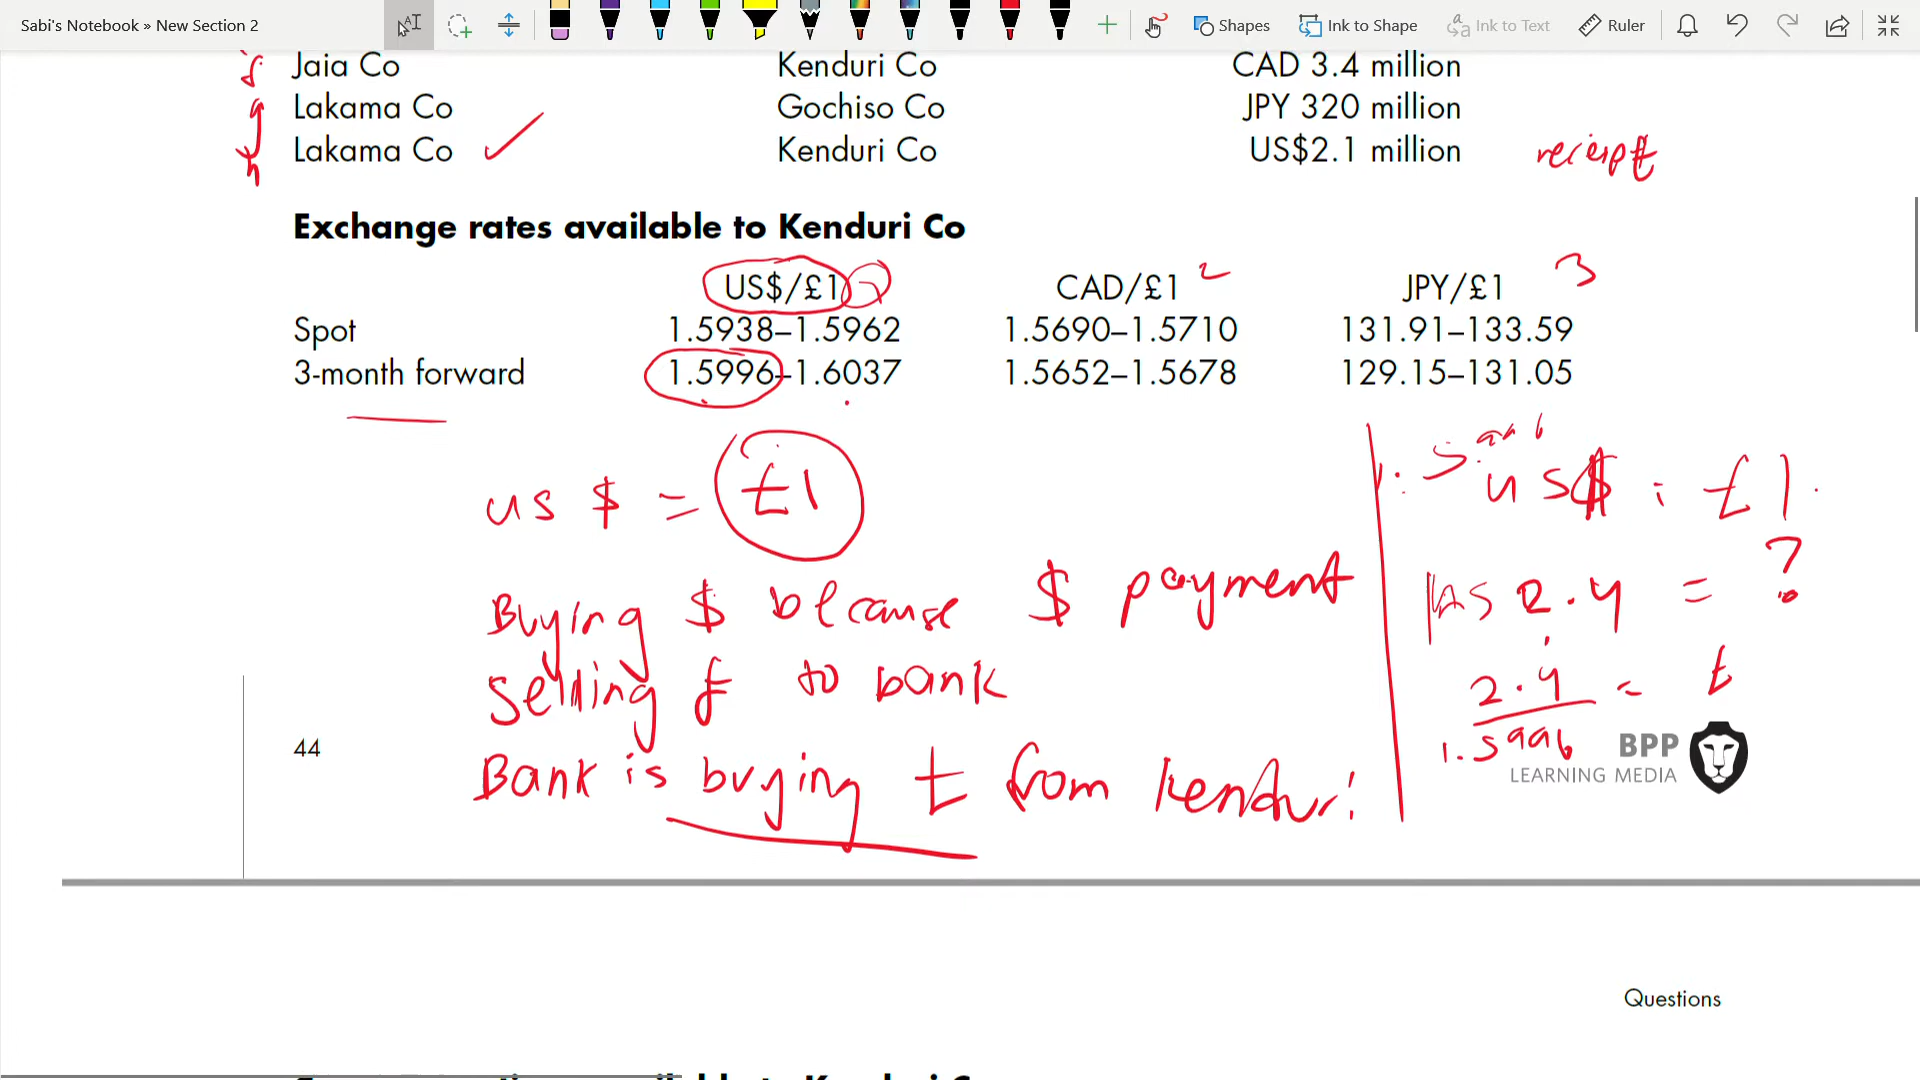 Sabi's Notebook » New Section 2
Shapes
Ink to Shape
Ink to Text
Ruler
f Jaia Co Kenduri Co CAD 3.4 million
g Lakama Co Gochiso Co JPY 320 million
h Lakama Co Kenduri Co US$2.1 million receipt
Exchange rates available to Kenduri Co
US$/£1 CAD/£1 2 JPY/£1 3
Spot 1.5938–1.5962 1.5690–1.5710 131.91–133.59
3-month forward 1.5996–1.6037 1.5652–1.5678 129.15–131.05
US $ = £1
1.5996 US$ : £1
Buying $ because $ payment
Selling £ to bank
Bank is buying £ from Kenduri
2.4 = ?
2.4 = £
1.5996
44
BPP
LEARNING MEDIA
Questions